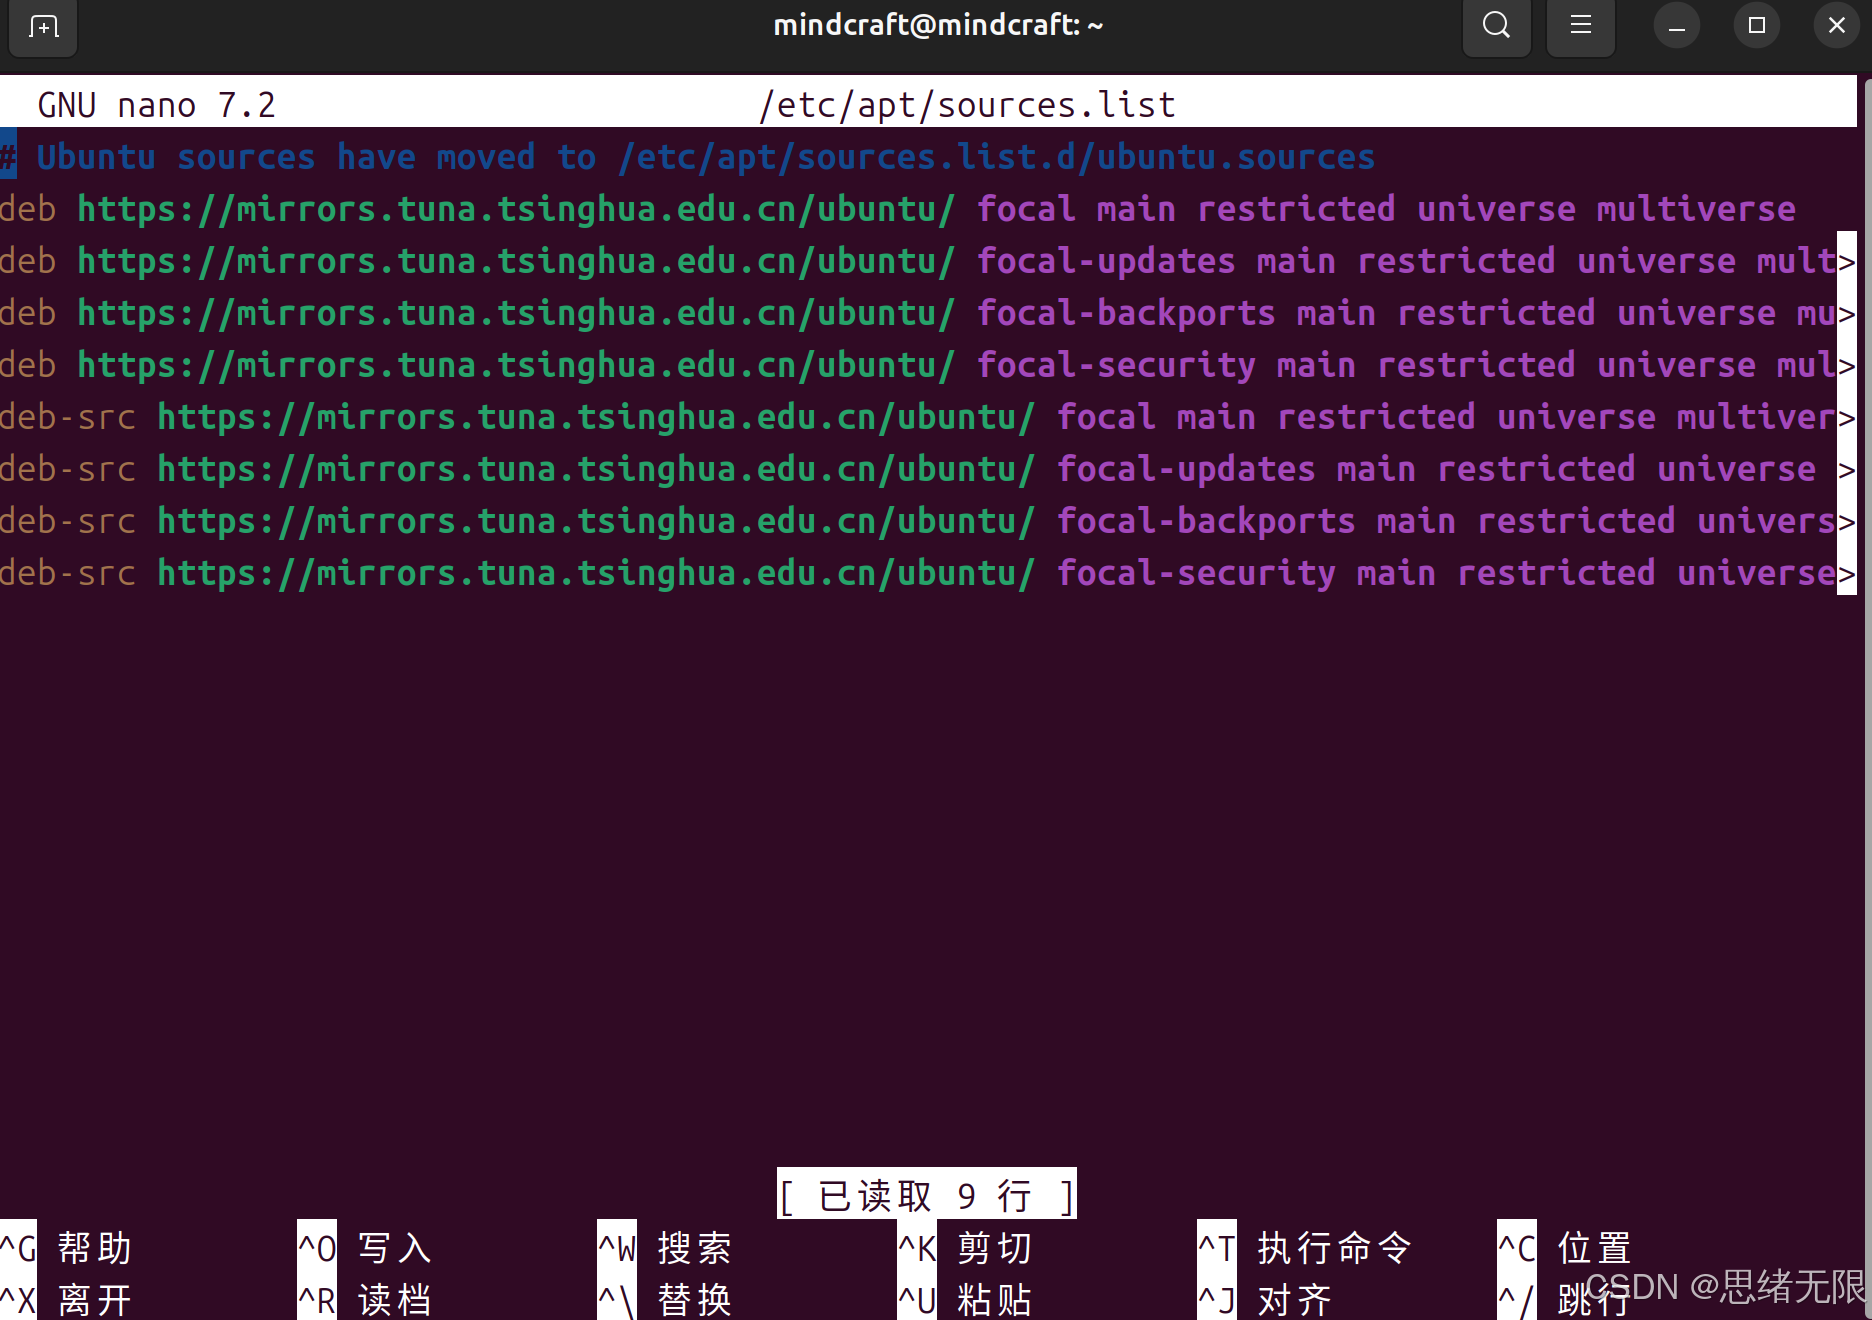 mindcraft@mindcraft: ~
GNU nano 7.2 /etc/apt/sources.list
# Ubuntu sources have moved to /etc/apt/sources.list.d/ubuntu.sources
deb https://mirrors.tuna.tsinghua.edu.cn/ubuntu/ focal main restricted universe multiverse
deb https://mirrors.tuna.tsinghua.edu.cn/ubuntu/ focal-updates main restricted universe mult>
deb https://mirrors.tuna.tsinghua.edu.cn/ubuntu/ focal-backports main restricted universe mu>
deb https://mirrors.tuna.tsinghua.edu.cn/ubuntu/ focal-security main restricted universe mul>
deb-src https://mirrors.tuna.tsinghua.edu.cn/ubuntu/ focal main restricted universe multiver>
deb-src https://mirrors.tuna.tsinghua.edu.cn/ubuntu/ focal-updates main restricted universe >
deb-src https://mirrors.tuna.tsinghua.edu.cn/ubuntu/ focal-backports main restricted univers>
deb-src https://mirrors.tuna.tsinghua.edu.cn/ubuntu/ focal-security main restricted universe>
[ 已读取 9 行 ]
^G 帮助 ^O 写入 ^W 搜索 ^K 剪切 ^T 执行命令 ^C 位置
^X 离开 ^R 读档 ^\ 替换 ^U 粘贴 ^J 对齐 ^/ 跳行
CSDN @思绪无限